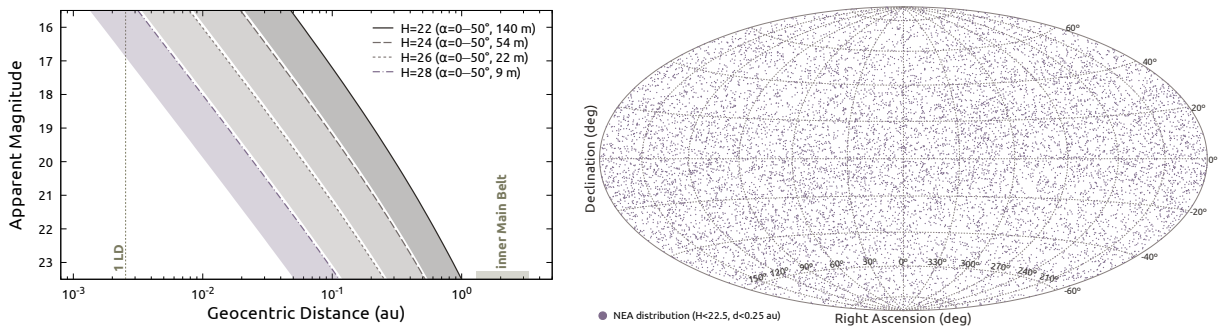 16
17
18
19
20
21
22
23
Apparent Magnitude
H=22 (α=0–50°, 140 m)
H=24 (α=0–50°, 54 m)
H=26 (α=0–50°, 22 m)
H=28 (α=0–50°, 9 m)
1 LD
inner Main Belt
10⁻³ 10⁻² 10⁻¹ 10⁰
Geocentric Distance (au)
Declination (deg)
60°
40°
20°
0°
-20°
-40°
-60°
150° 120° 90° 60° 30° 0° 330° 300° 270° 240° 210°
Right Ascension (deg)
NEA distribution (H<22.5, d<0.25 au)